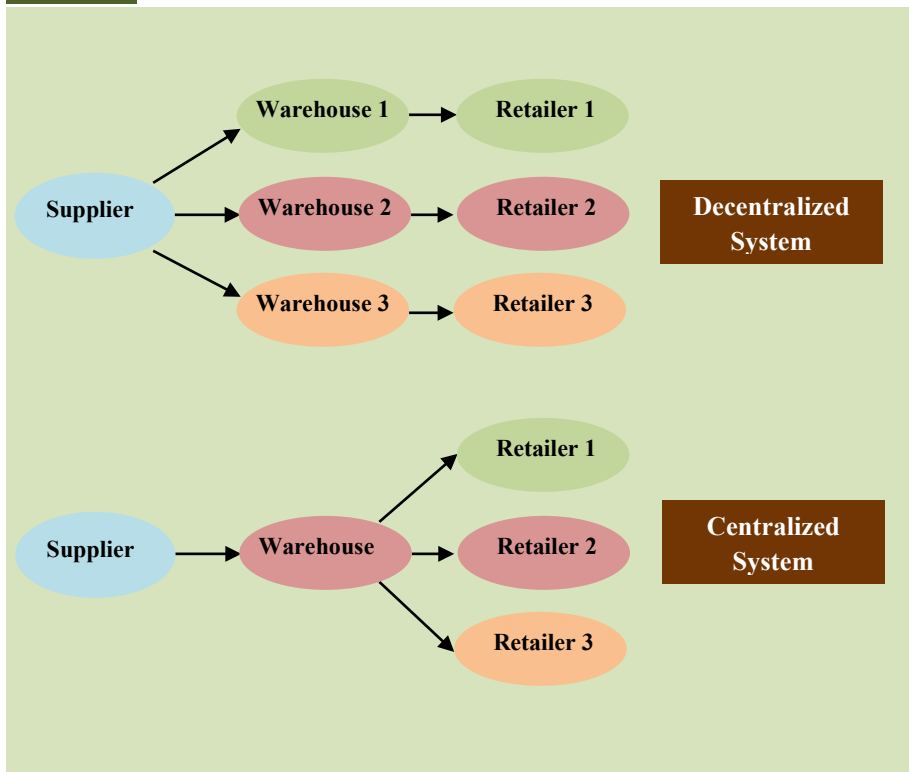 Warehouse 1
Retailer 1
Supplier
Warehouse 2
Retailer 2
Decentralized
System
Warehouse 3
Retailer 3
Retailer 1
Supplier
Warehouse
Retailer 2
Centralized
System
Retailer 3